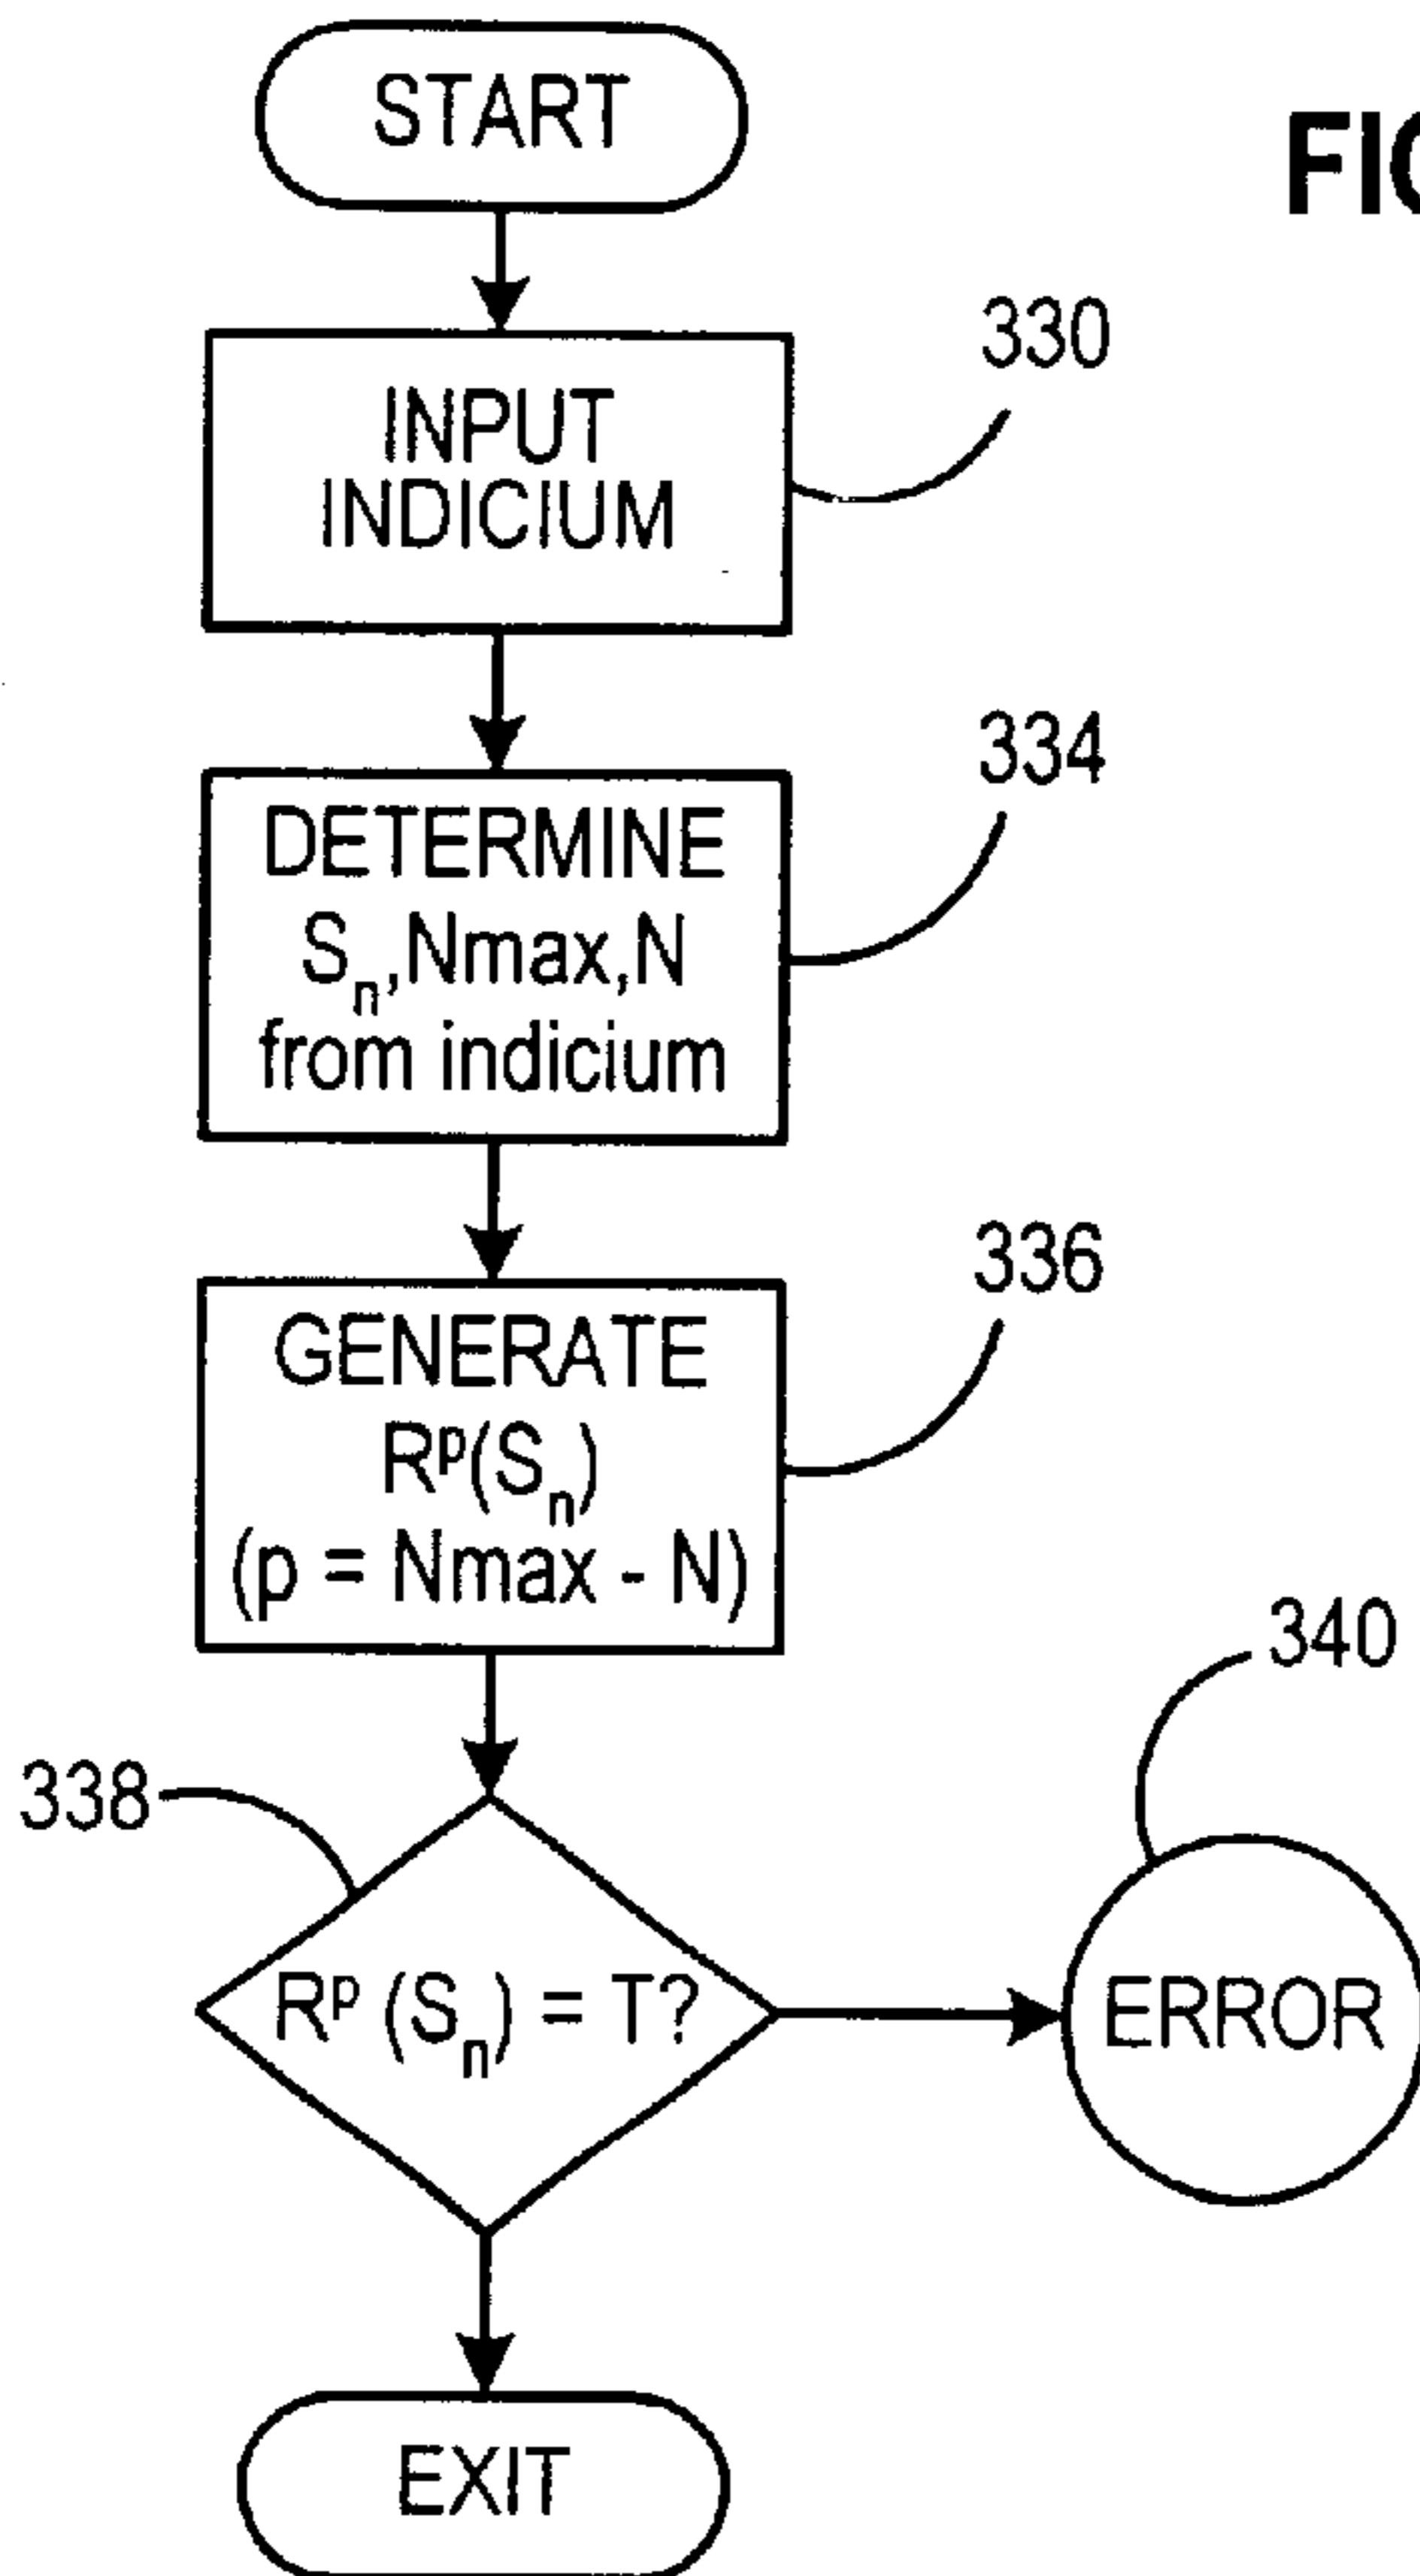 START
FIG
330
INPUT
INDICIUM
334
DETERMINE
Sₙ,Nmax,N
from indicium
336
GENERATE
Rᵖ(Sₙ)
(p = Nmax - N)
340
338
Rᵖ (Sₙ) = T?
ERROR
EXIT